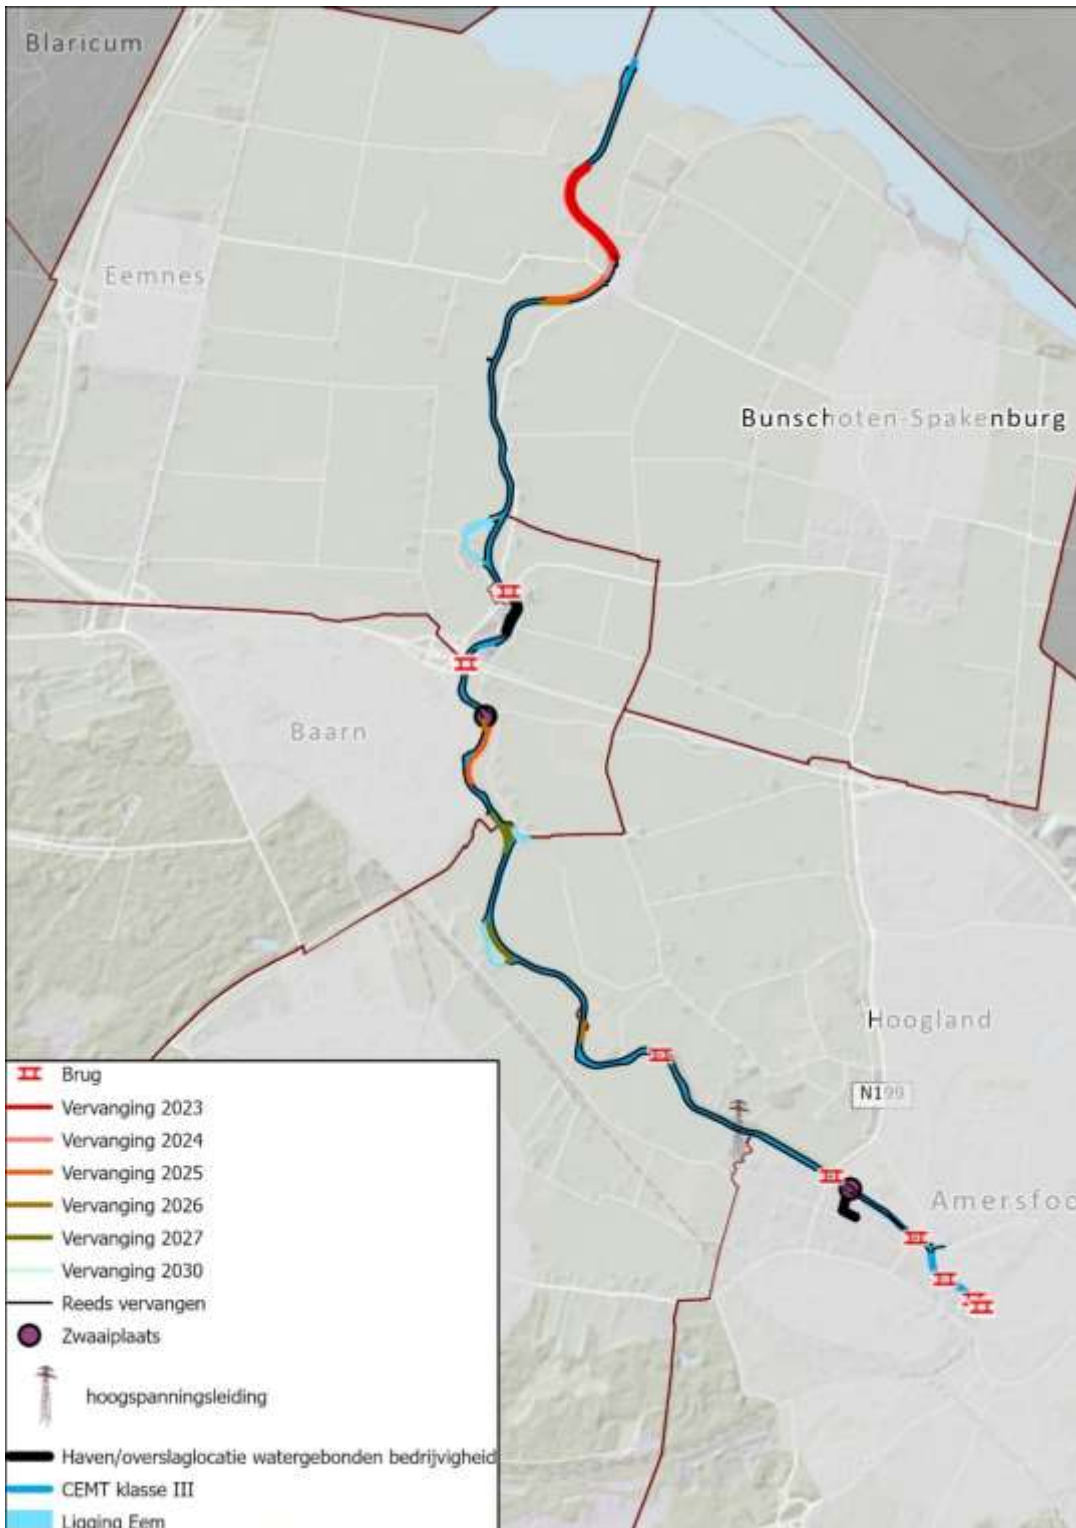 Blaricum
Eemnes
Bunschoten-Spakenburg
Baarn
Hoogland
N199
Amersfoo
Brug
Vervanging 2023
Vervanging 2024
Vervanging 2025
Vervanging 2026
Vervanging 2027
Vervanging 2030
Reeds vervangen
Zwaaiplaats
hoogspanningsleiding
Haven/overslaglocatie watergebonden bedrijvigheid
CEMT klasse III
Ligging Eem